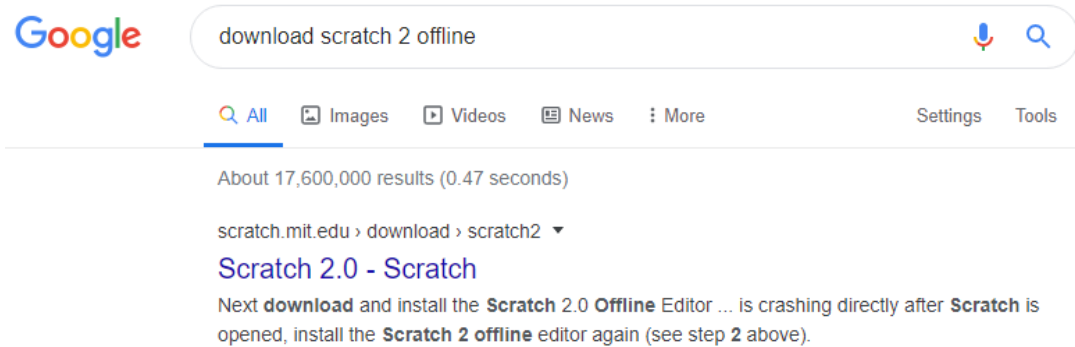 Google
download scratch 2 offline
All Images Videos News More Settings Tools
About 17,600,000 results (0.47 seconds)
scratch.mit.edu › download › scratch2
Scratch 2.0 - Scratch
Next download and install the Scratch 2.0 Offline Editor ... is crashing directly after Scratch is
opened, install the Scratch 2 offline editor again (see step 2 above).